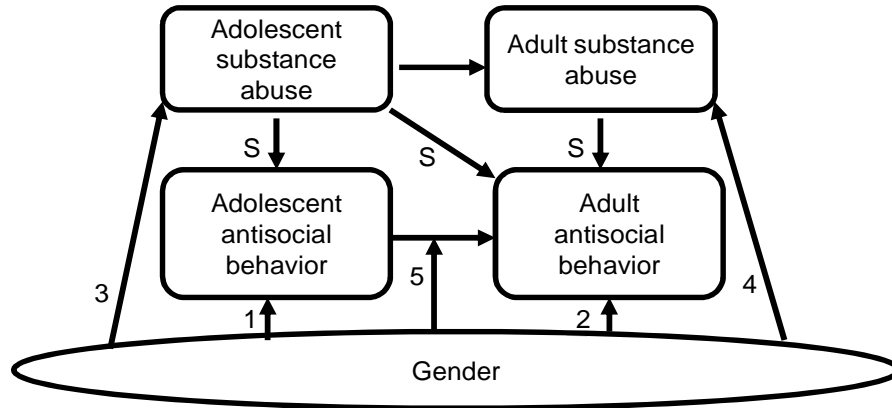 Adolescent
substance
abuse
Adult substance
abuse
S
S
S
Adolescent
antisocial
behavior
Adult
antisocial
behavior
3
5
4
1
2
Gender